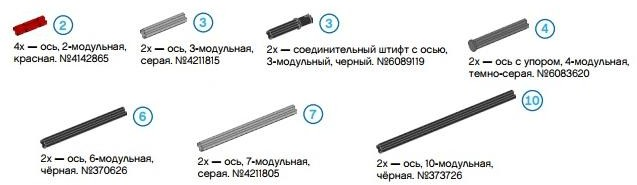 2
4x — ось, 2-модульная,
красная. №4142865
3
2x — ось, 3-модульная,
серая. №4211815
3
2x — соединительный штифт с осью,
3-модульный, черный. №6089119
4
2x — ось с упором, 4-модульная,
темно-серая. №6083620
6
2x — ось, 6-модульная,
чёрная. №370626
7
2x — ось, 7-модульная,
серая. №4211805
10
2x — ось, 10-модульная,
чёрная. №373726